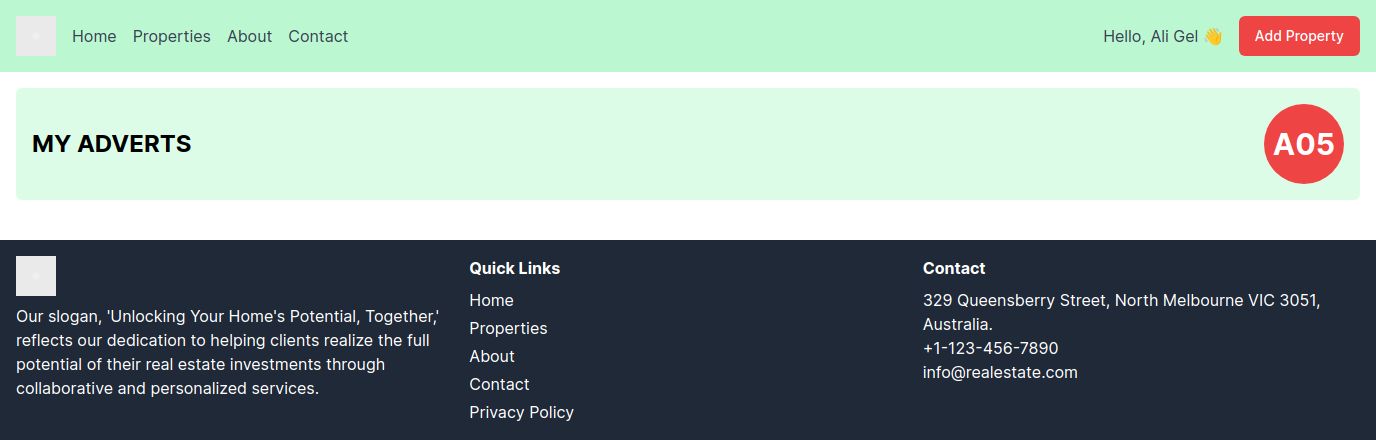 Home Properties About Contact Hello, Ali Gel 👋 Add Property
MY ADVERTS A05
Our slogan, 'Unlocking Your Home's Potential, Together,'
reflects our dedication to helping clients realize the full
potential of their real estate investments through
collaborative and personalized services.
Quick Links
Home
Properties
About
Contact
Privacy Policy
Contact
329 Queensberry Street, North Melbourne VIC 3051,
Australia.
+1-123-456-7890
info@realestate.com